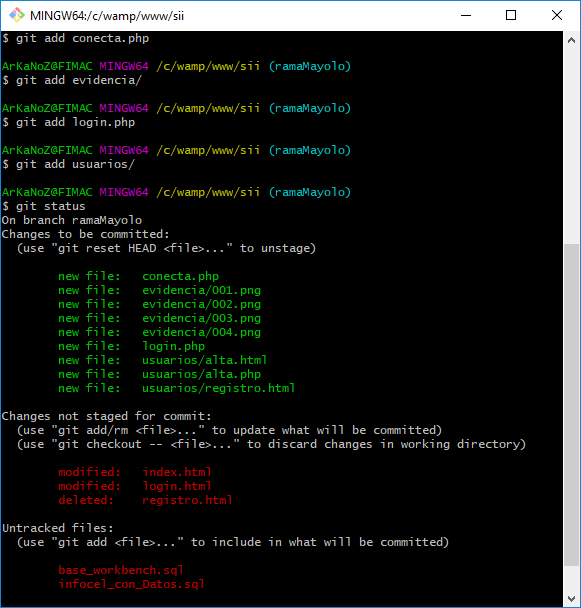 MINGW64:/c/wamp/www/sii
$ git add conecta.php
ArKaNoZ@FIMAC MINGW64 /c/wamp/www/sii (ramaMayolo)
$ git add evidencia/
ArKaNoZ@FIMAC MINGW64 /c/wamp/www/sii (ramaMayolo)
$ git add login.php
ArKaNoZ@FIMAC MINGW64 /c/wamp/www/sii (ramaMayolo)
$ git add usuarios/
ArKaNoZ@FIMAC MINGW64 /c/wamp/www/sii (ramaMayolo)
$ git status
On branch ramaMayolo
Changes to be committed:
  (use "git reset HEAD <file>..." to unstage)
        new file:   conecta.php
        new file:   evidencia/001.png
        new file:   evidencia/002.png
        new file:   evidencia/003.png
        new file:   evidencia/004.png
        new file:   login.php
        new file:   usuarios/alta.html
        new file:   usuarios/alta.php
        new file:   usuarios/registro.html
Changes not staged for commit:
  (use "git add/rm <file>..." to update what will be committed)
  (use "git checkout -- <file>..." to discard changes in working directory)
        modified:   index.html
        modified:   login.html
        deleted:    registro.html
Untracked files:
  (use "git add <file>..." to include in what will be committed)
        base_workbench.sql
        infocel_con_Datos.sql